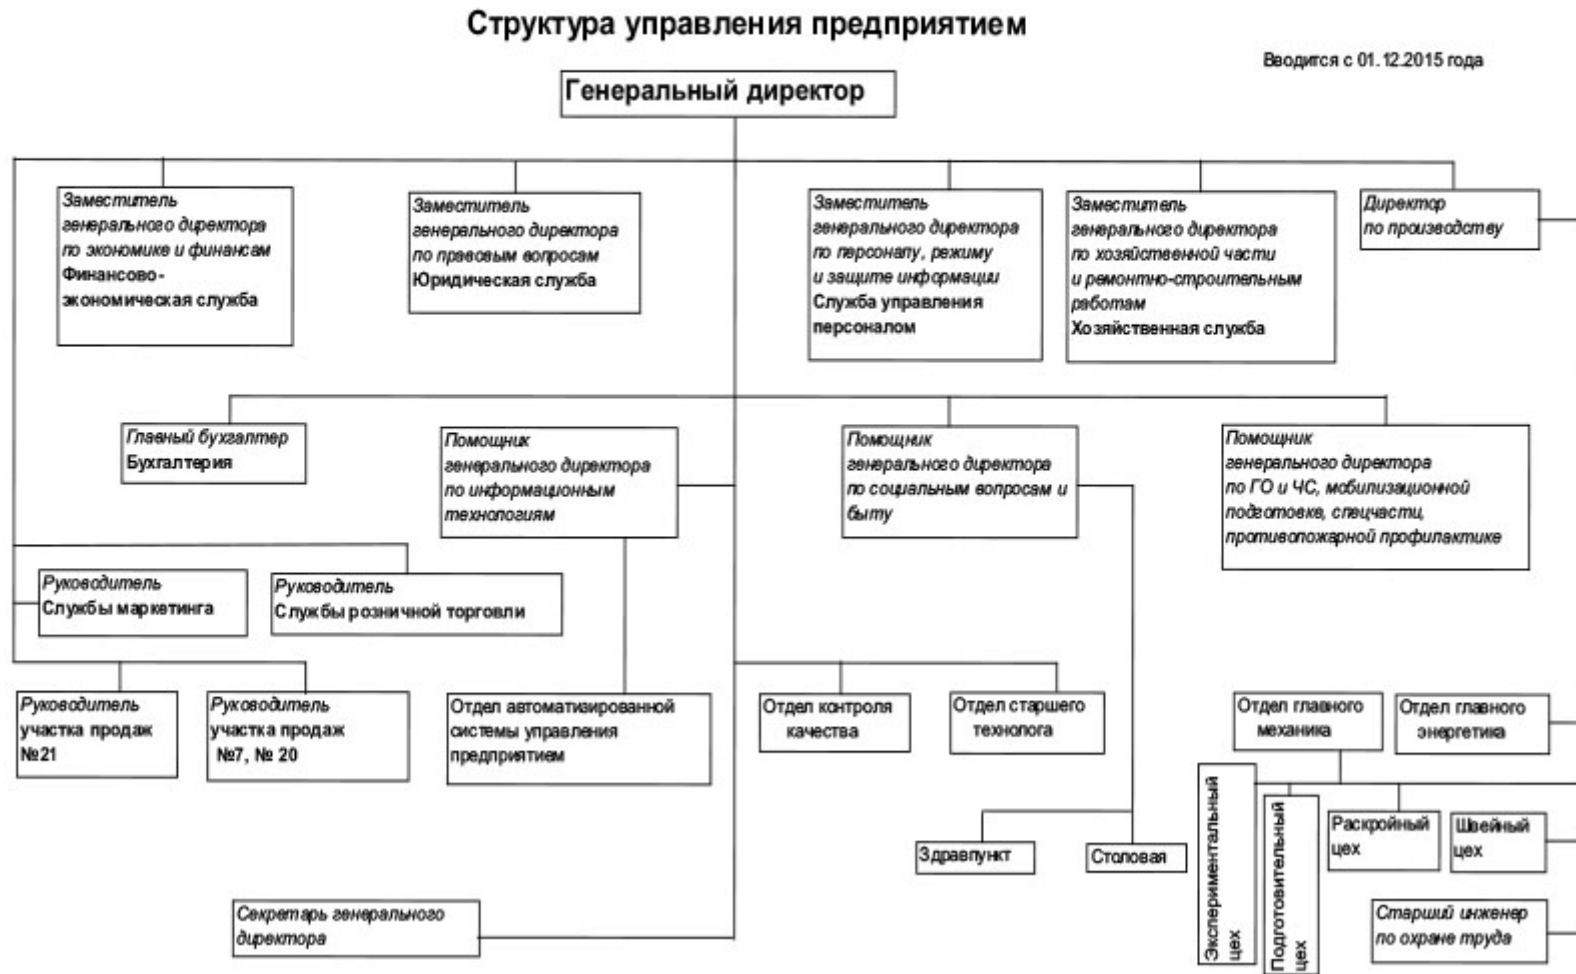 Структура управления предприятием
Вводится с 01.12.2015 года
Генеральный директор
Заместитель
генерального директора
по экономике и финансам
Финансово-
экономическая служба
Заместитель
генерального директора
по правовым вопросам
Юридическая служба
Заместитель
генерального директора
по персоналу, режиму
и защите информации
Служба управления
персоналом
Заместитель
генерального директора
по хозяйственной части
и ремонтно-строительным
работам
Хозяйственная служба
Директор
по производству
Главный бухгалтер
Бухгалтерия
Помощник
генерального директора
по информационным
технологиям
Помощник
генерального директора
по социальным вопросам и
быту
Помощник
генерального директора
по ГО и ЧС, мобилизационной
подготовке, спецчасти,
противопожарной профилактике
Руководитель
Службы маркетинга
Руководитель
Службы розничной торговли
Руководитель
участка продаж
№21
Руководитель
участка продаж
№7, № 20
Отдел автоматизированной
системы управления
предприятием
Отдел контроля
качества
Отдел старшего
технолога
Отдел главного
механика
Отдел главного
энергетика
Экспериментальный
цех
Подготовительный
цех
Раскройный
цех
Швейный
цех
Здравпункт
Столовая
Секретарь генерального
директора
Старший инженер
по охране труда